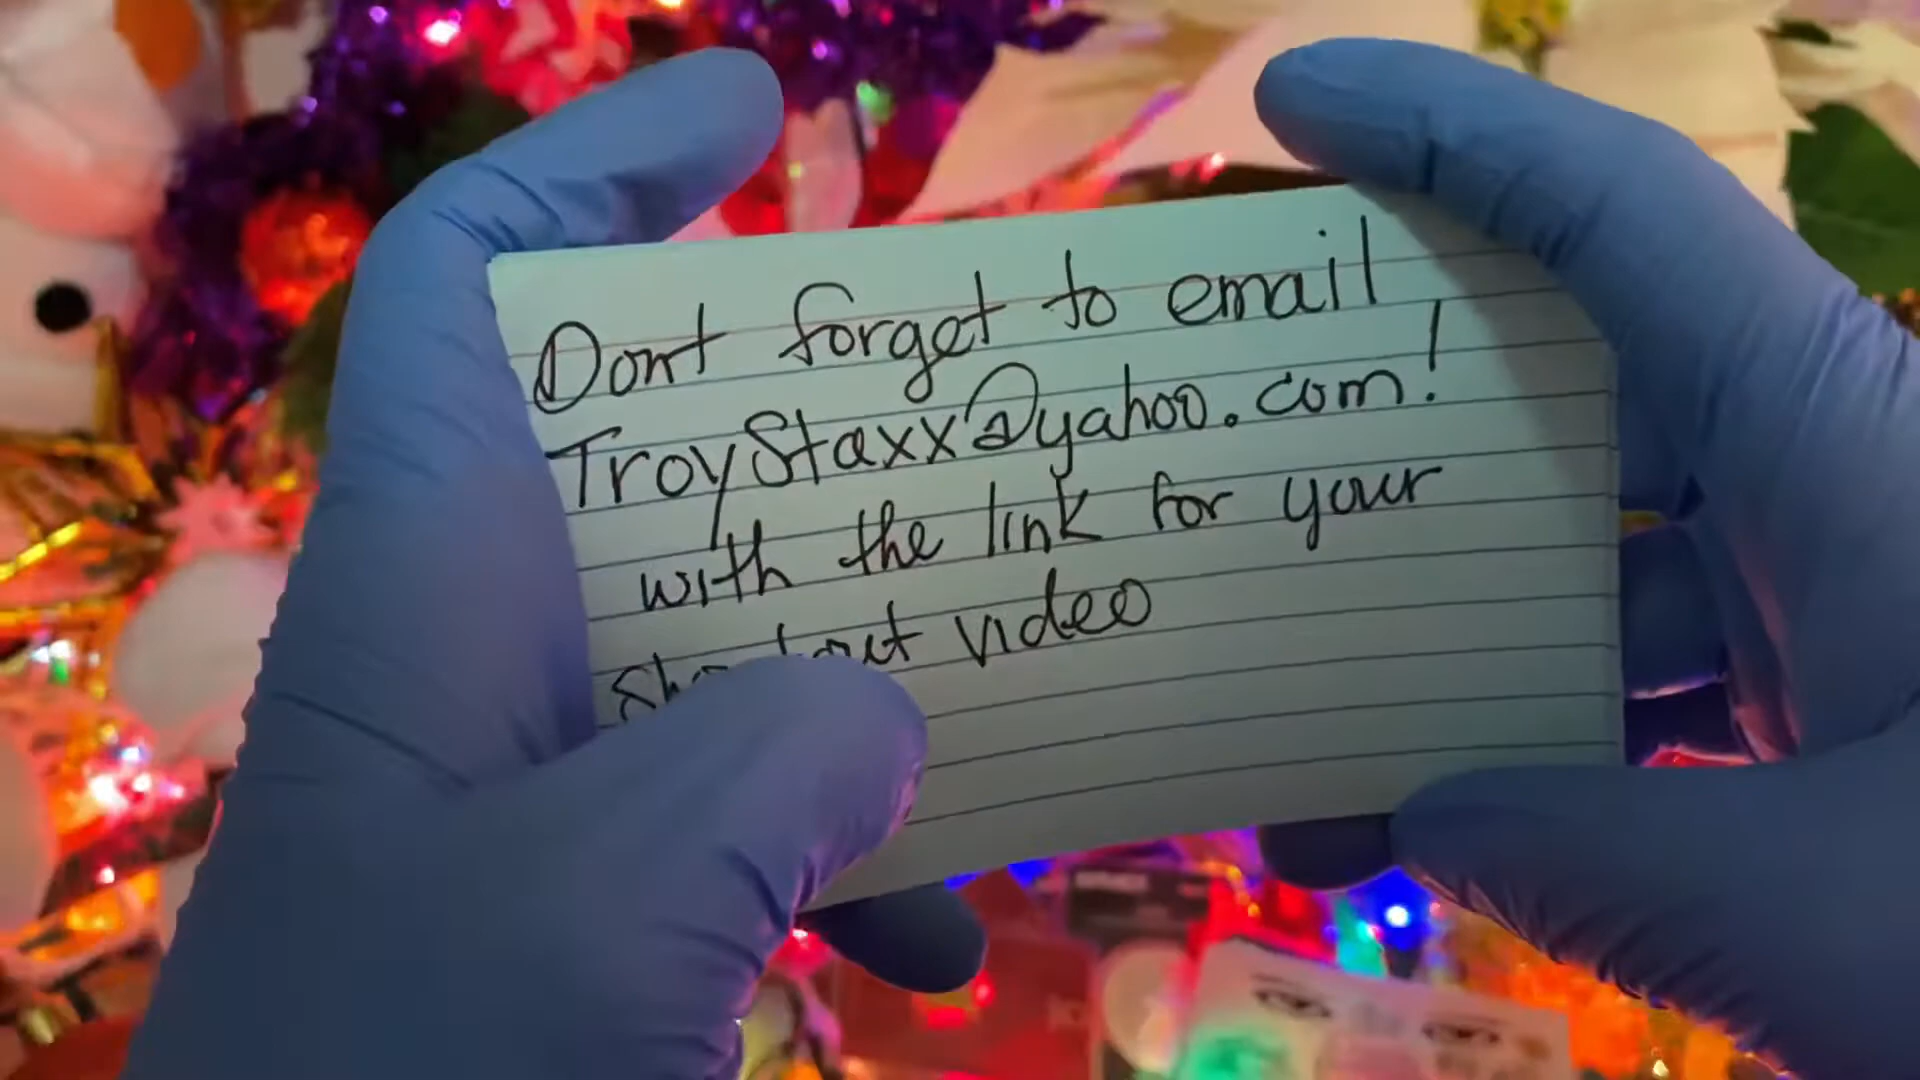 Dont forget to email
TroyStaxx@yahoo.com!
with the link for your
video